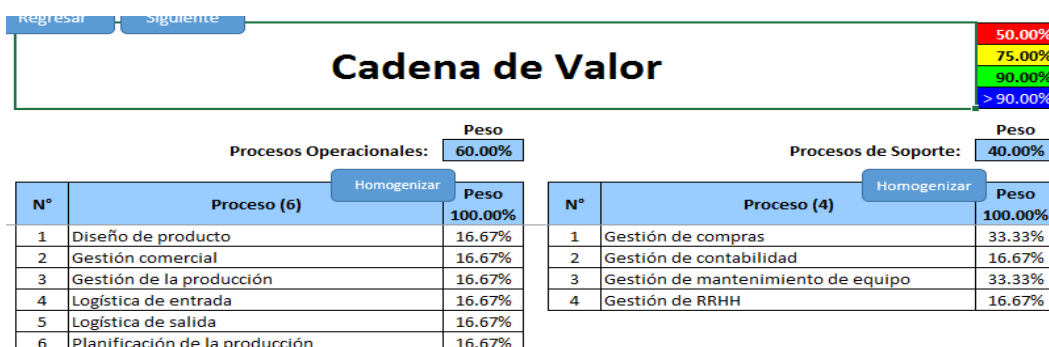 Regresar Siguiente
Cadena de Valor
50.00%
75.00%
90.00%
> 90.00%
Peso
Procesos Operacionales: 60.00%
Peso
Procesos de Soporte: 40.00%
Homogenizar
N° Proceso (6) Peso
100.00%
1 Diseño de producto 16.67%
2 Gestión comercial 16.67%
3 Gestión de la producción 16.67%
4 Logística de entrada 16.67%
5 Logística de salida 16.67%
6 Planificación de la producción 16.67%
Homogenizar
N° Proceso (4) Peso
100.00%
1 Gestión de compras 33.33%
2 Gestión de contabilidad 16.67%
3 Gestión de mantenimiento de equipo 33.33%
4 Gestión de RRHH 16.67%